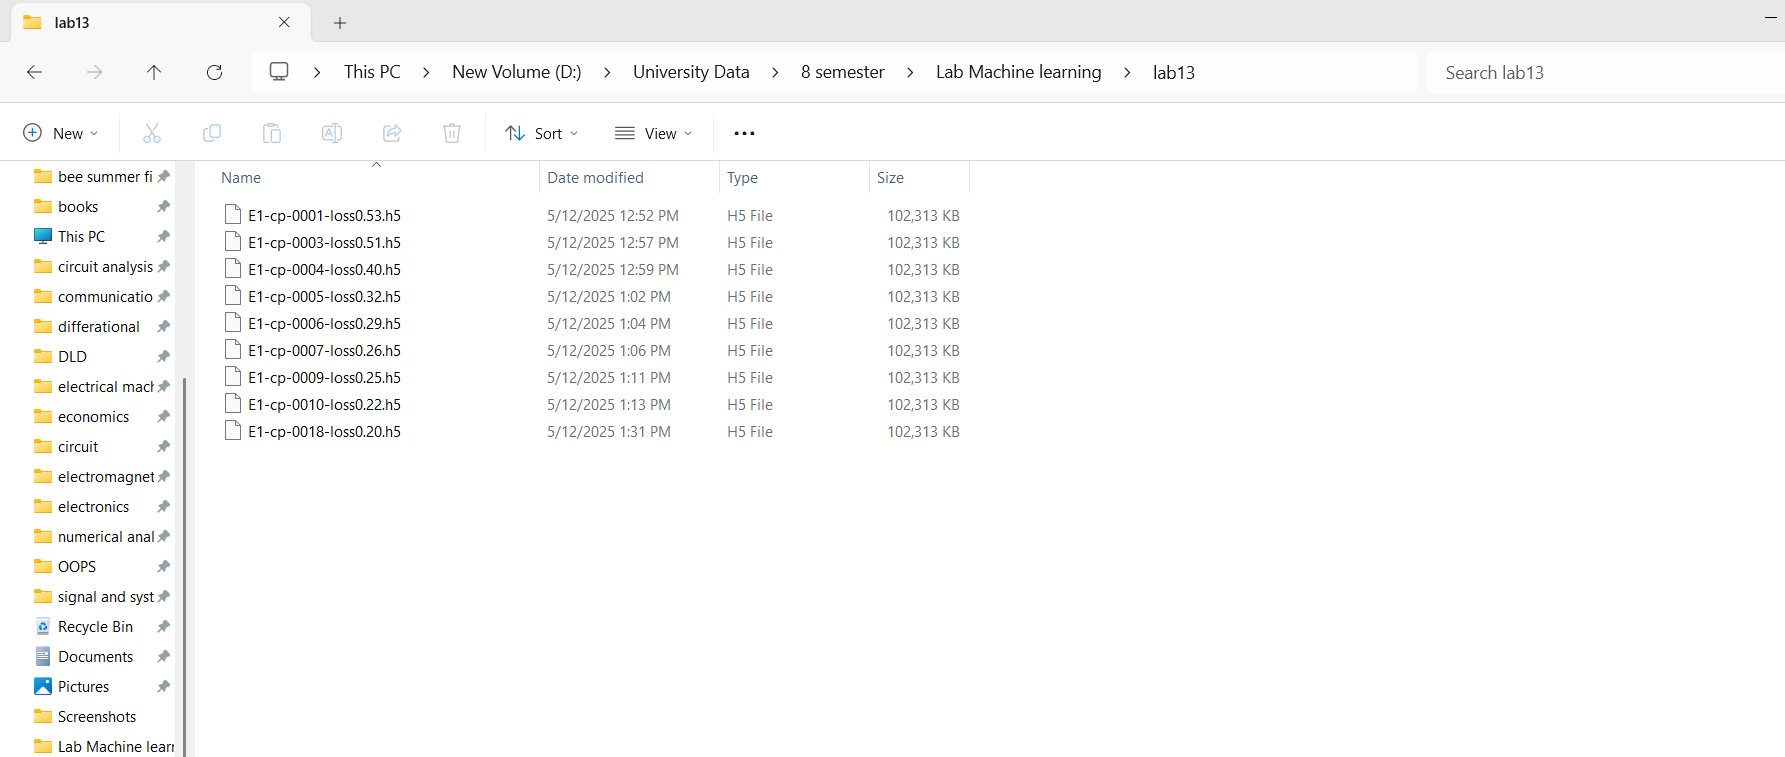 lab13
This PC > New Volume (D:) > University Data > 8 semester > Lab Machine learning > lab13
Search lab13
New
Sort
View
bee summer fi
books
This PC
circuit analysis
communicatio
differational
DLD
electrical mach
economics
circuit
electromagnet
electronics
numerical anal
OOPS
signal and syst
Recycle Bin
Documents
Pictures
Screenshots
Lab Machine learn
Name Date modified Type Size
E1-cp-0001-loss0.53.h5 5/12/2025 12:52 PM H5 File 102,313 KB
E1-cp-0003-loss0.51.h5 5/12/2025 12:57 PM H5 File 102,313 KB
E1-cp-0004-loss0.40.h5 5/12/2025 12:59 PM H5 File 102,313 KB
E1-cp-0005-loss0.32.h5 5/12/2025 1:02 PM H5 File 102,313 KB
E1-cp-0006-loss0.29.h5 5/12/2025 1:04 PM H5 File 102,313 KB
E1-cp-0007-loss0.26.h5 5/12/2025 1:06 PM H5 File 102,313 KB
E1-cp-0009-loss0.25.h5 5/12/2025 1:11 PM H5 File 102,313 KB
E1-cp-0010-loss0.22.h5 5/12/2025 1:13 PM H5 File 102,313 KB
E1-cp-0018-loss0.20.h5 5/12/2025 1:31 PM H5 File 102,313 KB